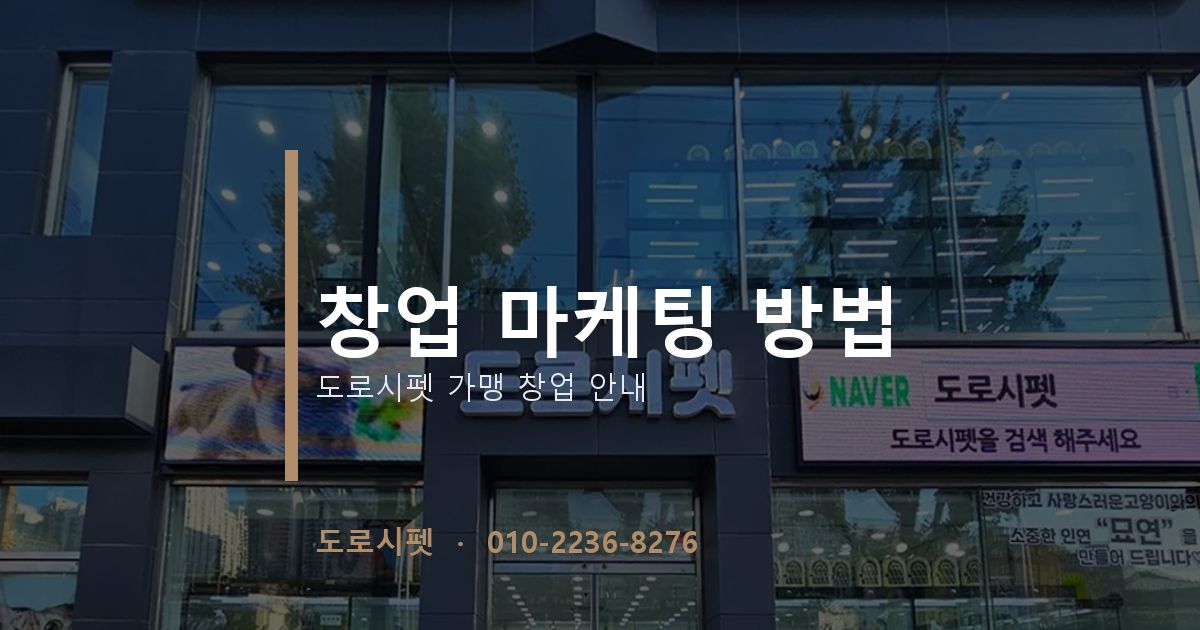 창업 마케팅 방법
도로시펫 가맹 창업 안내
도로시펫
NAVER 도로시펫
도로시펫을 검색 해주세요
건강하고 사랑스러운고양이와의
소중한 인연 "묘연" 을
만들어 드립니다
도로시펫 · 010-2236-8276